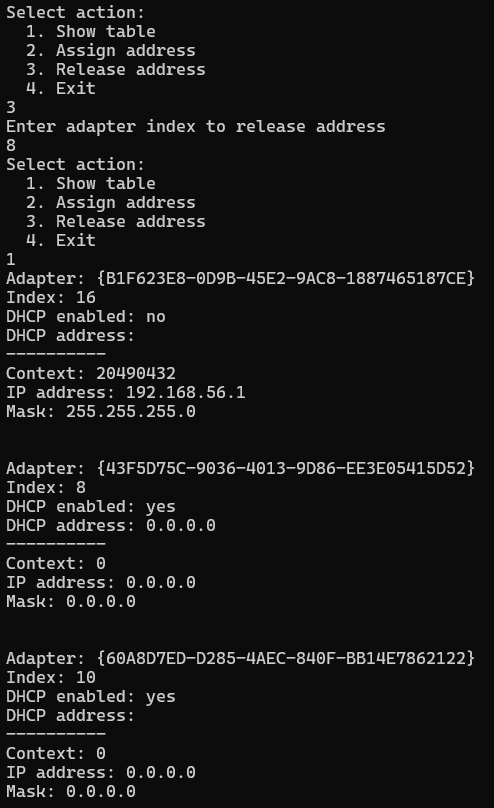 Select action:
  1. Show table
  2. Assign address
  3. Release address
  4. Exit
3
Enter adapter index to release address
8
Select action:
  1. Show table
  2. Assign address
  3. Release address
  4. Exit
1
Adapter: {B1F623E8-0D9B-45E2-9AC8-1887465187CE}
Index: 16
DHCP enabled: no
DHCP address:
----------
Context: 20490432
IP address: 192.168.56.1
Mask: 255.255.255.0

Adapter: {43F5D75C-9036-4013-9D86-EE3E05415D52}
Index: 8
DHCP enabled: yes
DHCP address: 0.0.0.0
----------
Context: 0
IP address: 0.0.0.0
Mask: 0.0.0.0

Adapter: {60A8D7ED-D285-4AEC-840F-BB14E7862122}
Index: 10
DHCP enabled: yes
DHCP address:
----------
Context: 0
IP address: 0.0.0.0
Mask: 0.0.0.0